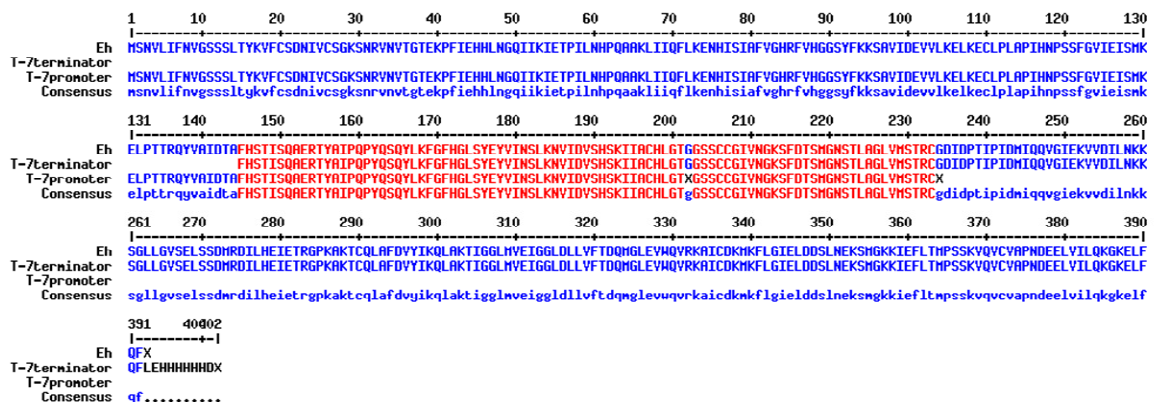 1 10 20 30 40 50 60 70 80 90 100 110 120 130
|--------+---------+---------+---------+---------+---------+---------+---------+---------+---------+---------+---------+---------|
Eh MSNVLIFNVGSSSLTYKVFCSDNIVCSGKSNRVNVTGTEKPFIEHHLNGQIIKIETPILNHPQAAKLIIQFLKENHISIAFVGHRFVHGGSYFKKSAVIDEVVLKELKECLPLAPIHNPSSFGVIEISMK
T-7terminator
T-7promoter MSNVLIFNVGSSSLTYKVFCSDNIVCSGKSNRVNVTGTEKPFIEHHLNGQIIKIETPILNHPQAAKLIIQFLKENHISIAFVGHRFVHGGSYFKKSAVIDEVVLKELKECLPLAPIHNPSSFGVIEISMK
Consensus msnvlifnvgsssltykvfcsdnivcsgksnrvnvtgtekpfiehhlngqiikietpilnhpqaakliiqflkenhisiafvghrfvhggsyfkksavidevvlkelkeclplapihnpssfgvieismk
131 140 150 160 170 180 190 200 210 220 230 240 250 260
|--------+---------+---------+---------+---------+---------+---------+---------+---------+---------+---------+---------+---------|
Eh ELPTTRQYVAIDTAFHSTISQAERTYAIPQPYQSQYLKFGFHGLSYEYVINSLKNVIDVSHSKIIACHLGTGGSSCCGIVNGKSFDTSMGNSTLAGLVMSTRCGDIDPTIPIDMIQQVGIEKVVDILNKK
T-7terminator FHSTISQAERTYAIPQPYQSQYLKFGFHGLSYEYVINSLKNVIDVSHSKIIACHLGTGGSSCCGIVNGKSFDTSMGNSTLAGLVMSTRCGDIDPTIPIDMIQQVGIEKVVDILNKK
T-7promoter ELPTTRQYVAIDTAFHSTISQAERTYAIPQPYQSQYLKFGFHGLSYEYVINSLKNVIDVSHSKIIACHLGTXGSSCCGIVNGKSFDTSMGNSTLAGLVMSTRCX
Consensus elpttrqyvaidtaFHSTISQAERTYAIPQPYQSQYLKFGFHGLSYEYVINSLKNVIDVSHSKIIACHLGTgGSSCCGIVNGKSFDTSMGNSTLAGLVMSTRCgdidptipidmiqqvgiekvvdilnkk
261 270 280 290 300 310 320 330 340 350 360 370 380 390
|--------+---------+---------+---------+---------+---------+---------+---------+---------+---------+---------+---------+---------|
Eh SGLLGVSELSSDMRDILHEIETRGPKAKTCQLAFDVYIKQLAKTIGGLMVEIGGLDLLVFTDQMGLEVWQVRKAICDKMKFLGIELDDSLNEKSMGKKIEFLTMPSSKVQVCVAPNDEELVILQKGKELF
T-7terminator SGLLGVSELSSDMRDILHEIETRGPKAKTCQLAFDVYIKQLAKTIGGLMVEIGGLDLLVFTDQMGLEVWQVRKAICDKMKFLGIELDDSLNEKSMGKKIEFLTMPSSKVQVCVAPNDEELVILQKGKELF
T-7promoter
Consensus sgllgvselssdmrdilheietrgpkaktcqlafdvyikqlaktigglmveiggldllvftdqmglevwqvrkaicdkmkflgielddslneksmgkkiefltmpsskvqvcvapndeelvilqkgkelf
391 400402
|--------+-|
Eh QFX
T-7terminator QFLEHHHHHHDX
T-7promoter
Consensus qf..........